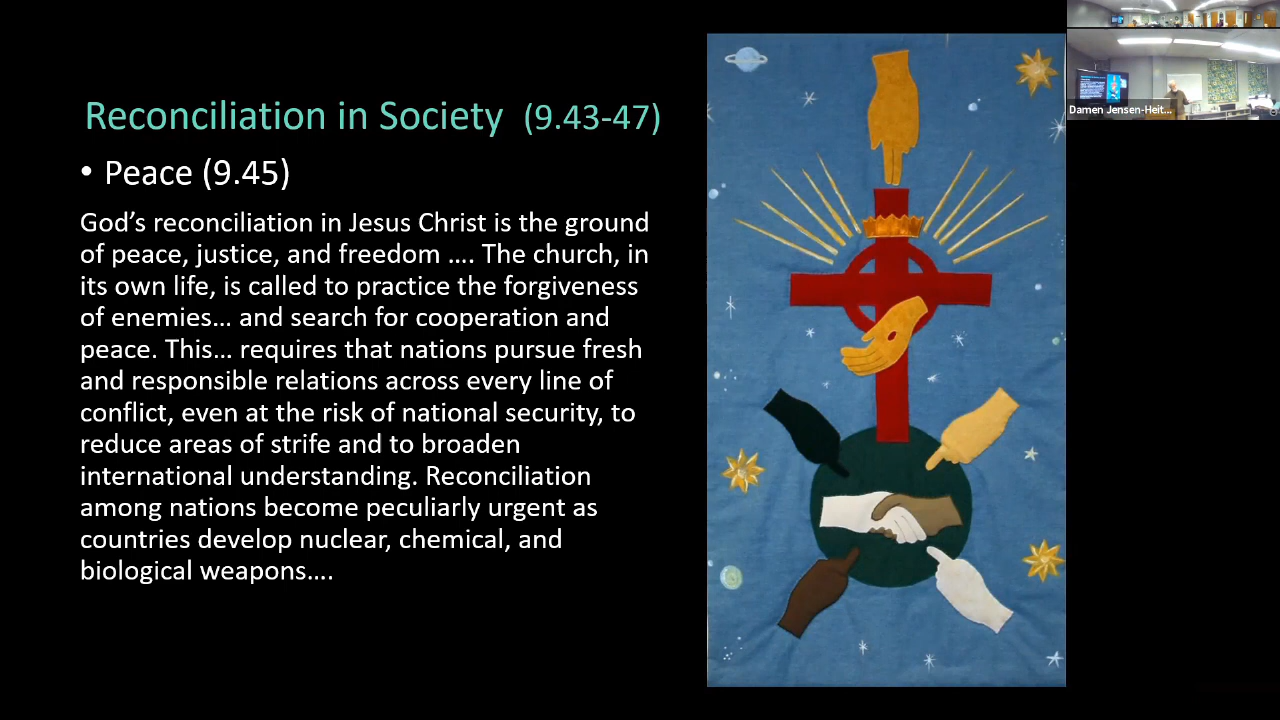 Reconciliation in Society (9.43-47)
• Peace (9.45)
God’s reconciliation in Jesus Christ is the ground
of peace, justice, and freedom …. The church, in
its own life, is called to practice the forgiveness
of enemies… and search for cooperation and
peace. This… requires that nations pursue fresh
and responsible relations across every line of
conflict, even at the risk of national security, to
reduce areas of strife and to broaden
international understanding. Reconciliation
among nations become peculiarly urgent as
countries develop nuclear, chemical, and
biological weapons….
Damen Jensen-Heit...